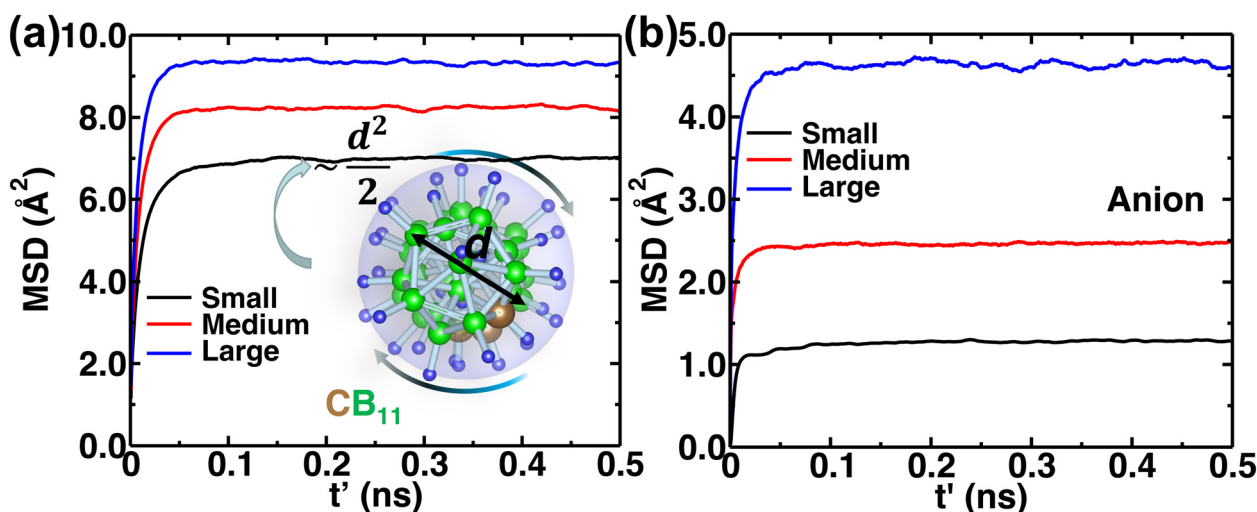 (a)
10.0
8.0
6.0
4.0
2.0
0.0
MSD (Å²)
~ d²
2
d
Small
Medium
Large
CB₁₁
0 0.1 0.2 0.3 0.4 0.5
t' (ns)
(b)
5.0
4.0
3.0
2.0
1.0
0.0
MSD (Å²)
Small
Medium
Large
Anion
0 0.1 0.2 0.3 0.4 0.5
t' (ns)